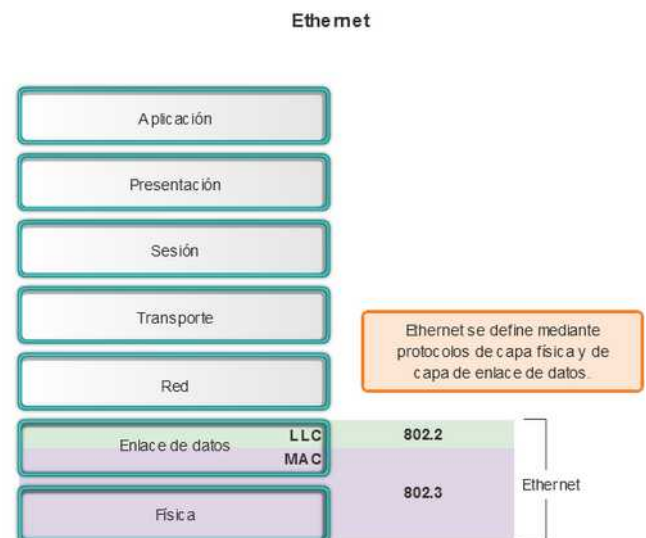 Ethernet
Aplicación
Presentación
Sesión
Transporte
Red
Ethernet se define mediante
protocolos de capa física y de
capa de enlace de datos.
Enlace de datos
LLC
802.2
MAC
802.3
Ethernet
Física